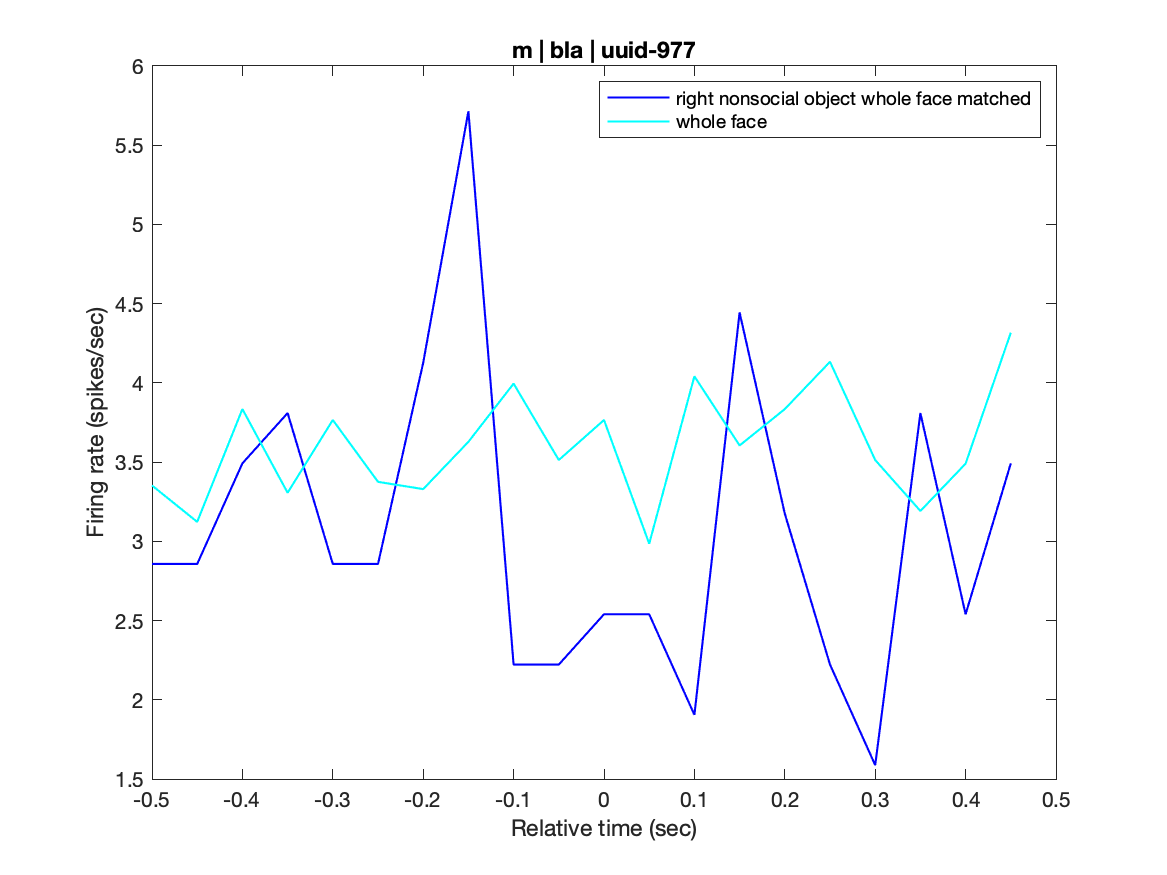 m | bla | uuid-977
right nonsocial object whole face matched
whole face
Firing rate (spikes/sec)
6
5.5
5
4.5
4
3.5
3
2.5
2
1.5
-0.5 -0.4 -0.3 -0.2 -0.1 0 0.1 0.2 0.3 0.4 0.5
Relative time (sec)